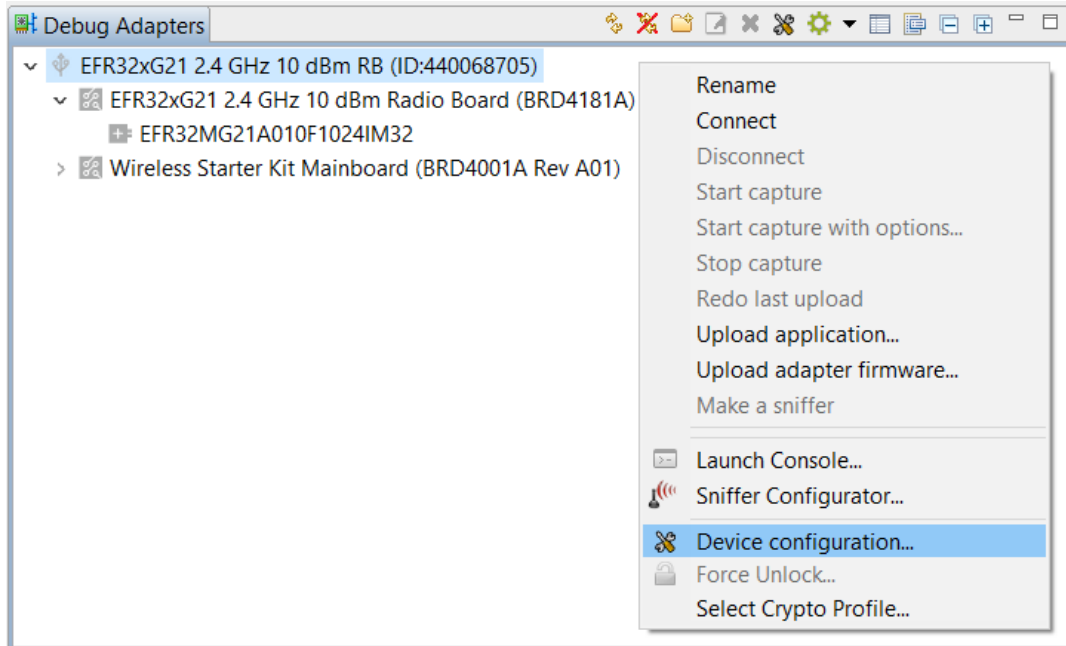 Debug Adapters
EFR32xG21 2.4 GHz 10 dBm RB (ID:440068705)
EFR32xG21 2.4 GHz 10 dBm Radio Board (BRD4181A)
EFR32MG21A010F1024IM32
Wireless Starter Kit Mainboard (BRD4001A Rev A01)
Rename
Connect
Disconnect
Start capture
Start capture with options...
Stop capture
Redo last upload
Upload application...
Upload adapter firmware...
Make a sniffer
Launch Console...
Sniffer Configurator...
Device configuration...
Force Unlock...
Select Crypto Profile...